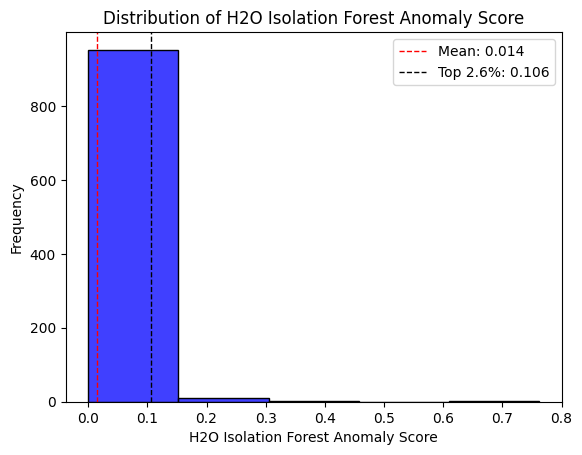 Distribution of H2O Isolation Forest Anomaly Score
Mean: 0.014
Top 2.6%: 0.106
Frequency
800
600
400
200
0
0.0 0.1 0.2 0.3 0.4 0.5 0.6 0.7 0.8
H2O Isolation Forest Anomaly Score